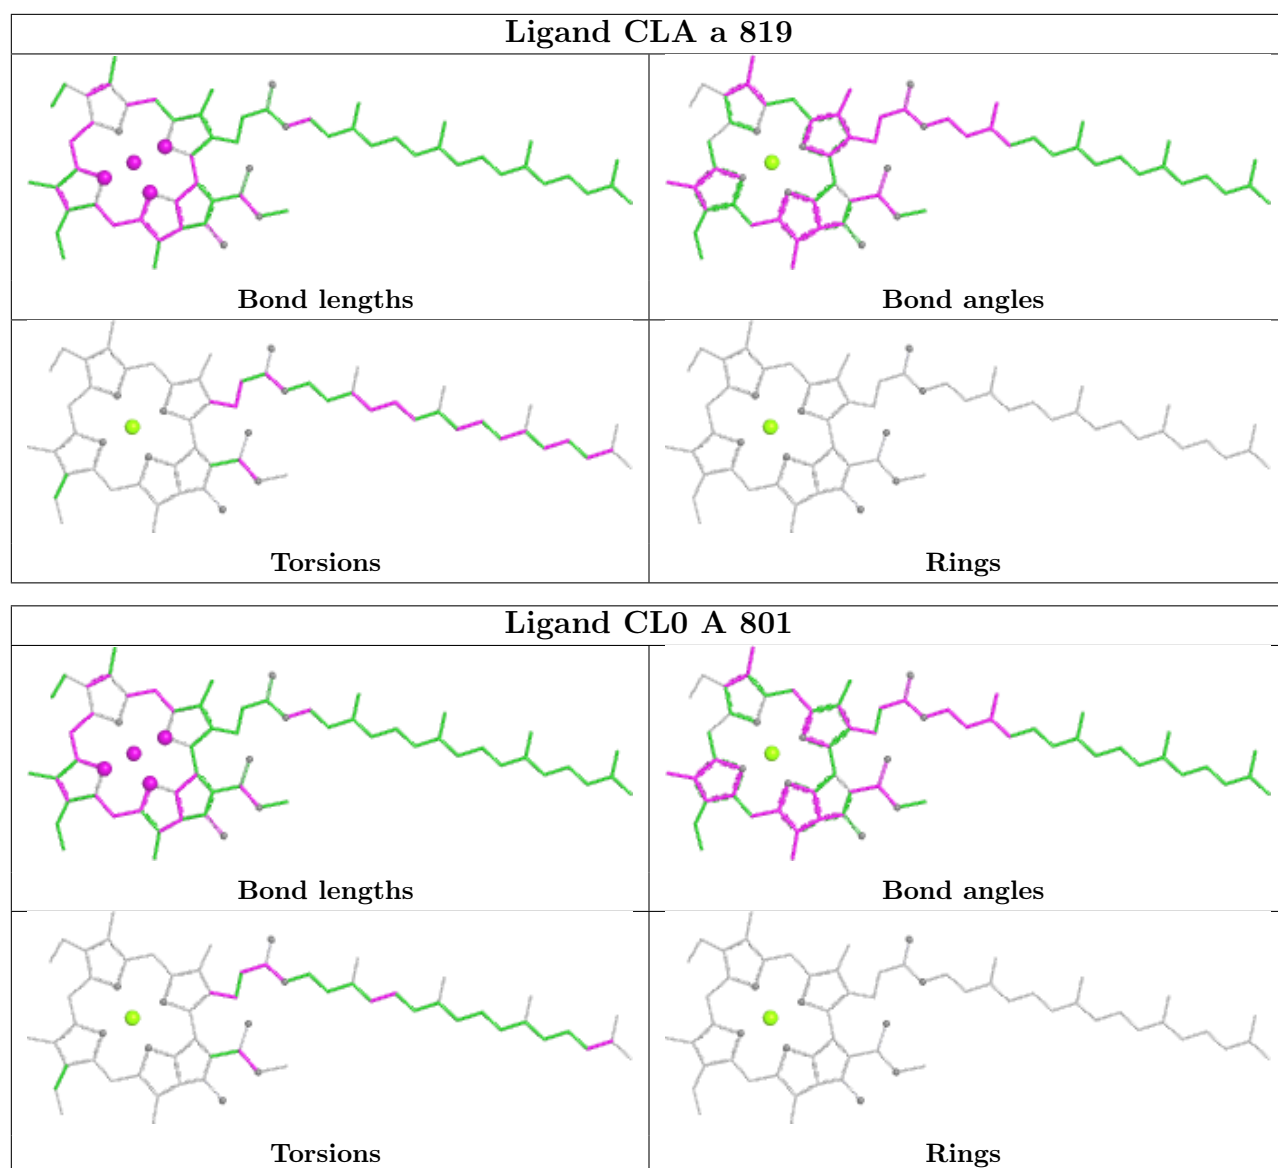 Ligand CLA a 819
Bond lengths
Bond angles
Torsions
Rings
Ligand CL0 A 801
Bond lengths
Bond angles
Torsions
Rings